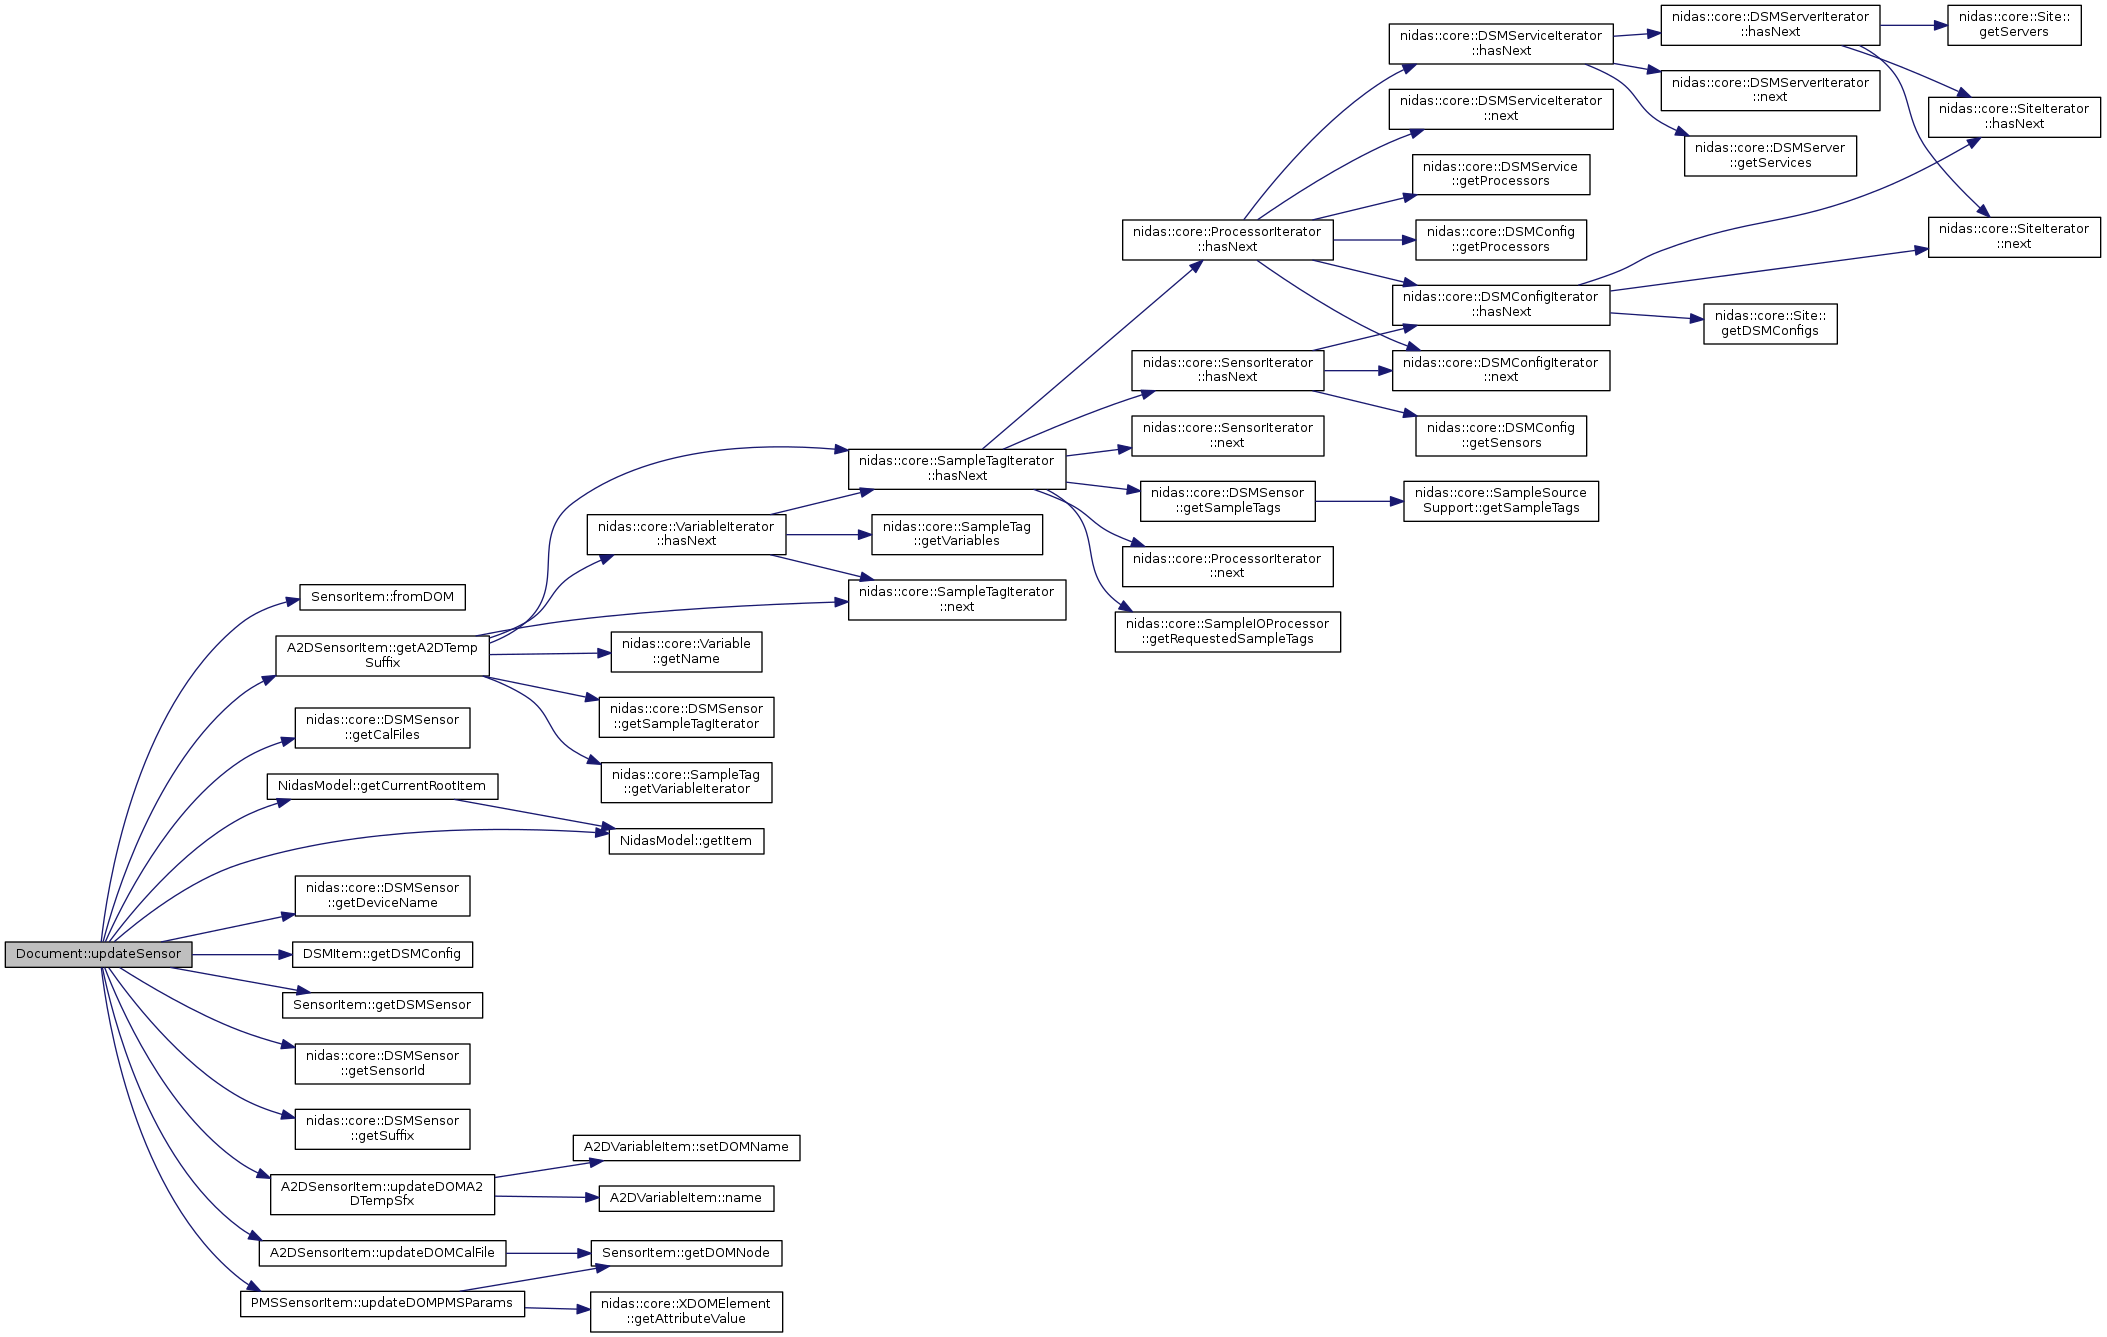 Document::updateSensor
SensorItem::fromDOM
A2DSensorItem::getA2DTemp
Suffix
nidas::core::DSMSensor
::getCalFiles
NidasModel::getCurrentRootItem
NidasModel::getItem
nidas::core::DSMSensor
::getDeviceName
DSMItem::getDSMConfig
SensorItem::getDSMSensor
nidas::core::DSMSensor
::getSensorId
nidas::core::DSMSensor
::getSuffix
A2DSensorItem::updateDOMA2
DTempSfx
A2DSensorItem::updateDOMCalFile
PMSSensorItem::updateDOMPMSParams
nidas::core::VariableIterator
::hasNext
nidas::core::Variable
::getName
nidas::core::DSMSensor
::getSampleTagIterator
nidas::core::SampleTag
::getVariableIterator
A2DVariableItem::setDOMName
A2DVariableItem::name
SensorItem::getDOMNode
nidas::core::XDOMElement
::getAttributeValue
nidas::core::SampleTagIterator
::hasNext
nidas::core::SampleTag
::getVariables
nidas::core::SampleTagIterator
::next
nidas::core::ProcessorIterator
::hasNext
nidas::core::SensorIterator
::hasNext
nidas::core::SensorIterator
::next
nidas::core::DSMSensor
::getSampleTags
nidas::core::ProcessorIterator
::next
nidas::core::SampleIOProcessor
::getRequestedSampleTags
nidas::core::DSMServiceIterator
::hasNext
nidas::core::DSMServiceIterator
::next
nidas::core::DSMService
::getProcessors
nidas::core::DSMConfig
::getProcessors
nidas::core::DSMConfigIterator
::hasNext
nidas::core::DSMConfigIterator
::next
nidas::core::DSMConfig
::getSensors
nidas::core::SampleSource
Support::getSampleTags
nidas::core::DSMServerIterator
::hasNext
nidas::core::DSMServerIterator
::next
nidas::core::DSMServer
::getServices
nidas::core::Site::
getDSMConfigs
nidas::core::Site::
getServers
nidas::core::SiteIterator
::hasNext
nidas::core::SiteIterator
::next